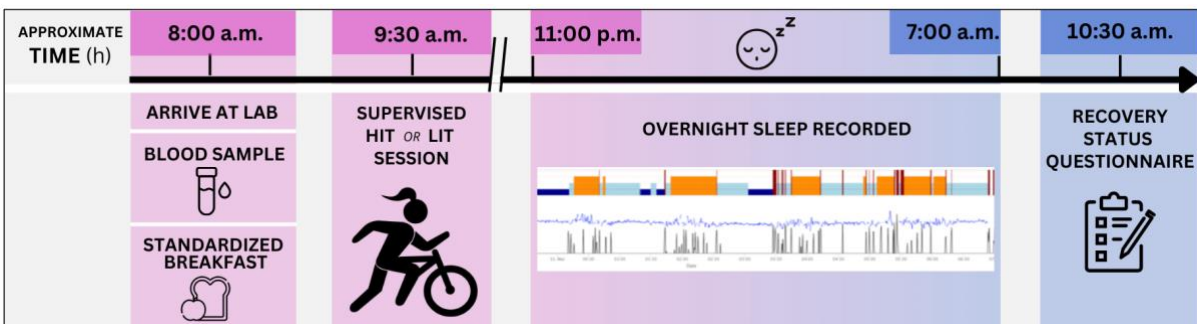 APPROXIMATE
TIME (h)
8:00 a.m.
9:30 a.m.
11:00 p.m.
z z z
7:00 a.m.
10:30 a.m.
ARRIVE AT LAB
BLOOD SAMPLE
STANDARDIZED
BREAKFAST
SUPERVISED
HIT OR LIT
SESSION
OVERNIGHT SLEEP RECORDED
RECOVERY
STATUS
QUESTIONNAIRE